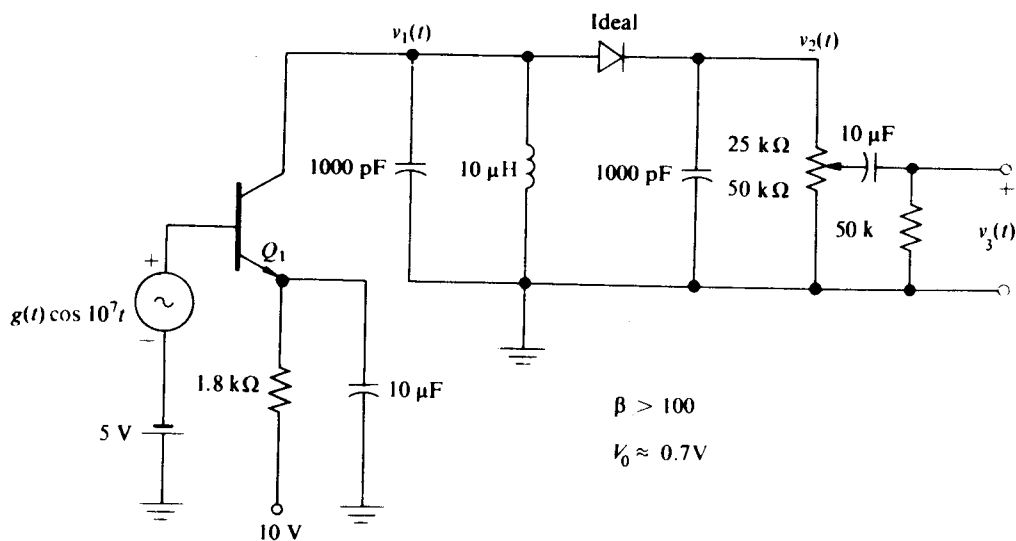 Ideal
v₁(t)
v₂(t)
1000 pF
10 μH
1000 pF
25 kΩ
50 kΩ
10 μF
50 k
+
v₃(t)
−
Q₁
+
g(t) cos 10⁷t
−
1.8 kΩ
10 μF
5 V
10 V
β > 100
V₀ ≈ 0.7V